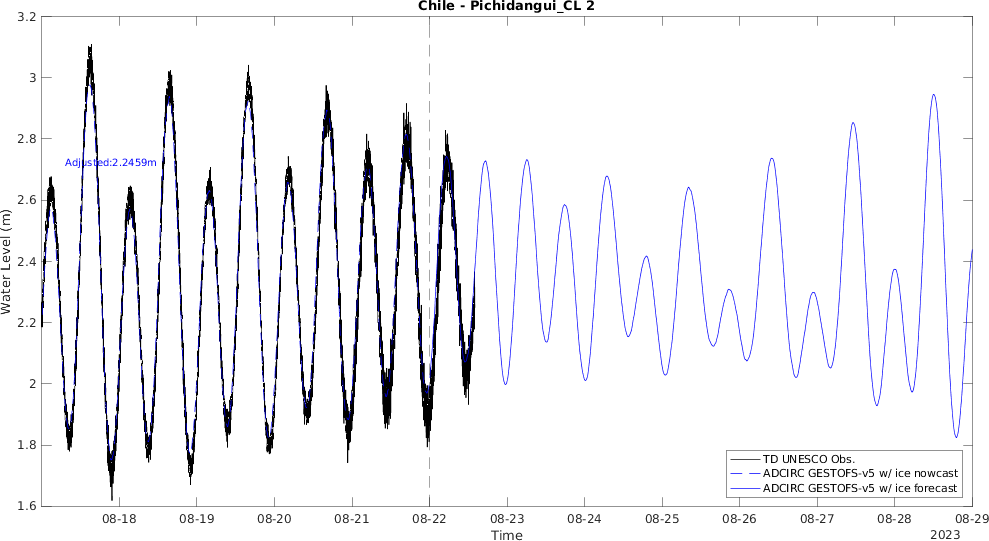 Chile - Pichidangui_CL 2
3.2
3
2.8
2.6
2.4
2.2
2
1.8
1.6
Water Level (m)
Adjusted:2.2459m
TD UNESCO Obs.
ADCIRC GESTOFS-v5 w/ ice nowcast
ADCIRC GESTOFS-v5 w/ ice forecast
08-18 08-19 08-20 08-21 08-22 08-23 08-24 08-25 08-26 08-27 08-28 08-29
Time
2023